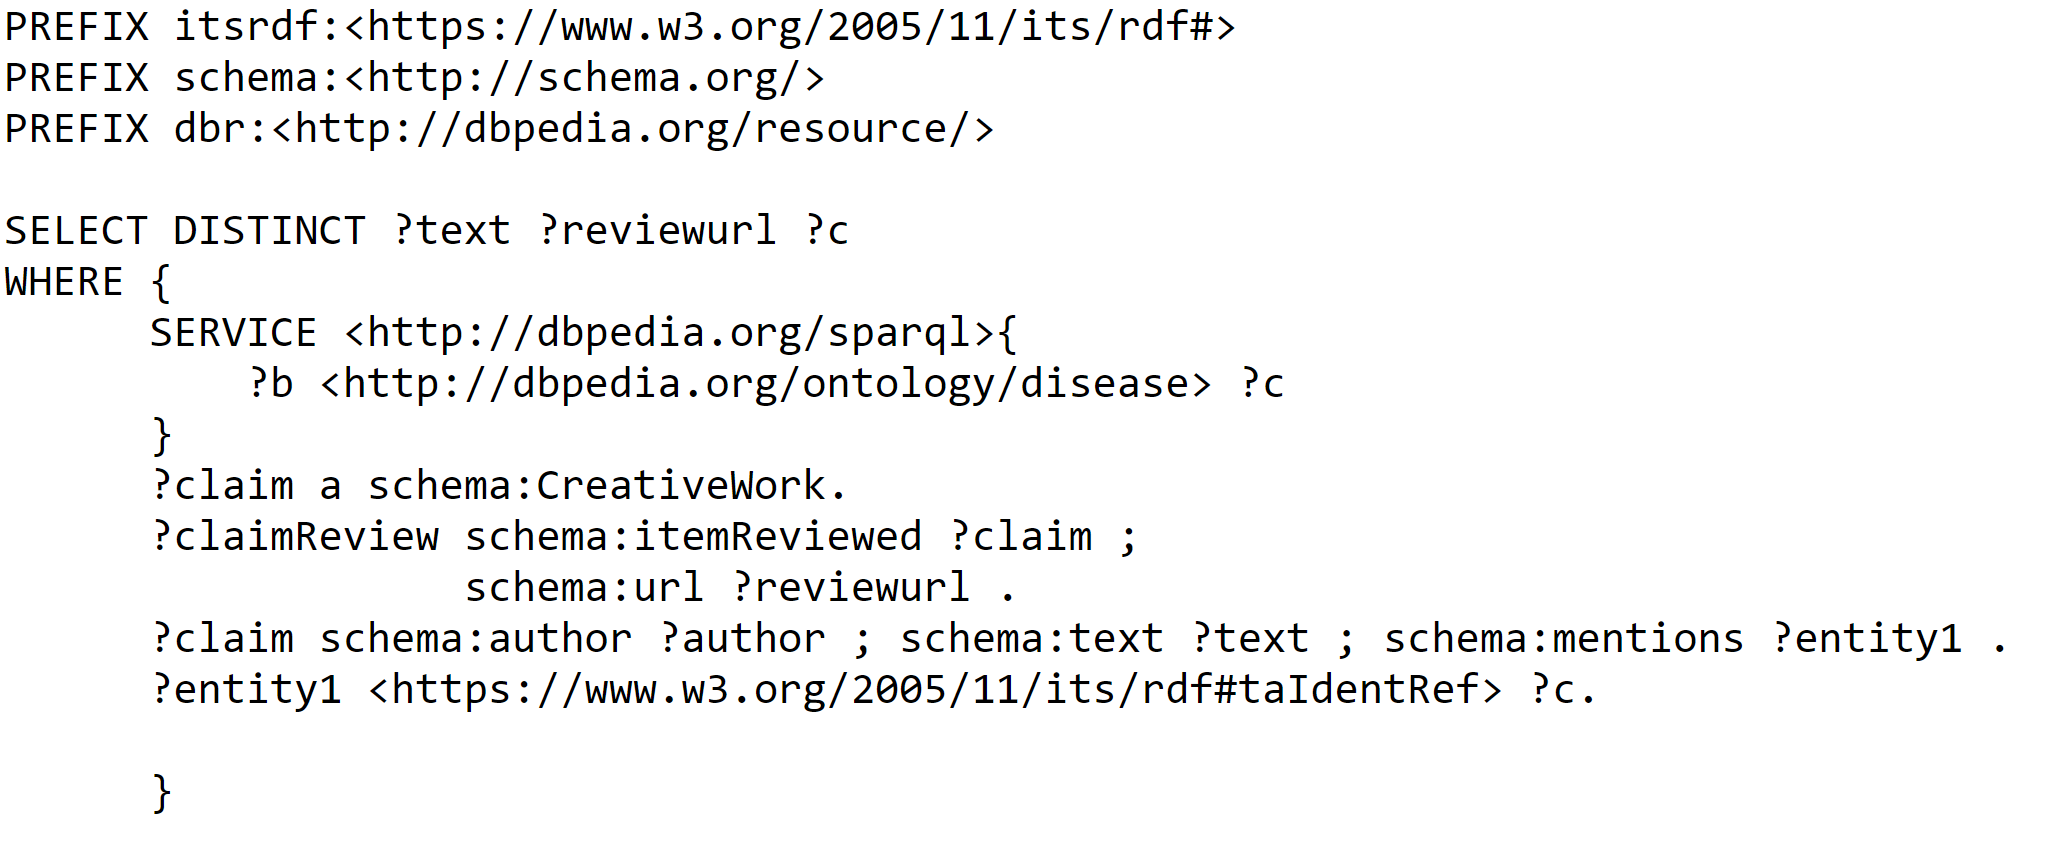 PREFIX itsrdf:<https://www.w3.org/2005/11/its/rdf#>
PREFIX schema:<http://schema.org/>
PREFIX dbr:<http://dbpedia.org/resource/>
SELECT DISTINCT ?text ?reviewurl ?c
WHERE {
SERVICE <http://dbpedia.org/sparql>{
?b <http://dbpedia.org/ontology/disease> ?c
}
?claim a schema:CreativeWork.
?claimReview schema:itemReviewed ?claim ;
schema:url ?reviewurl .
?claim schema:author ?author ; schema:text ?text ; schema:mentions ?entity1 .
?entity1 <https://www.w3.org/2005/11/its/rdf#taIdentRef> ?c.
}